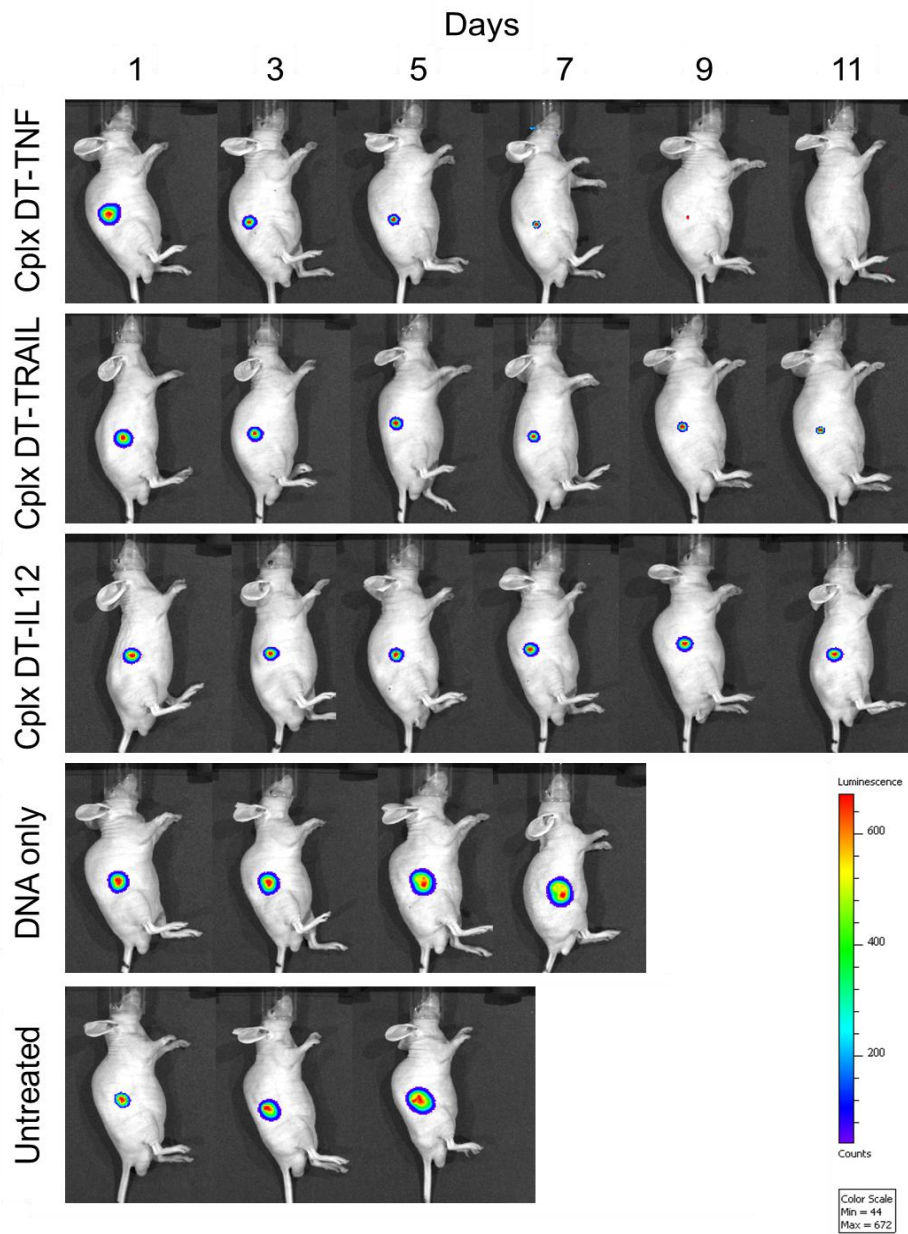 Days
1 3 5 7 9 11
Cplx DT-TNF
Cplx DT-TRAIL
Cplx DT-IL12
DNA only
Untreated
Luminescence
600
400
200
Counts
Color Scale
Min = 44
Max = 672